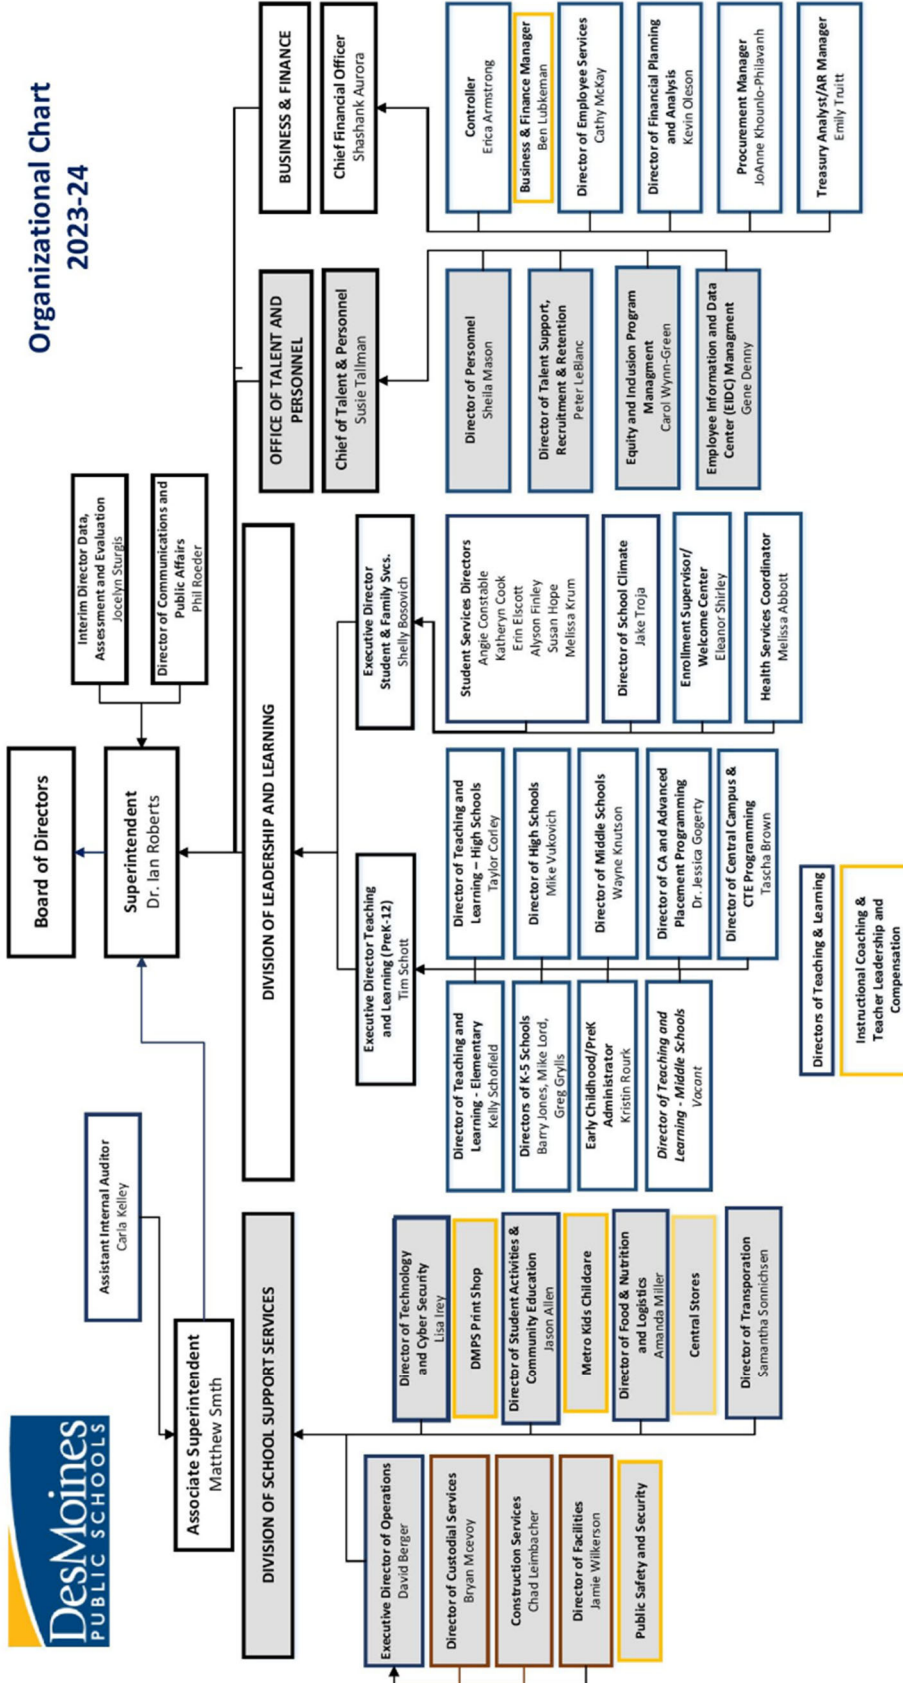 DesMoines
PUBLIC SCHOOLS
Organizational Chart
2023-24
Board of Directors
Superintendent
Dr. Ian Roberts
Interim Director Data,
Assessment and Evaluation
Jocelyn Sturgis
Director of Communications and
Public Affairs
Phil Roeder
Assistant Internal Auditor
Carla Kelley
Associate Superintendent
Matthew Smth
DIVISION OF SCHOOL SUPPORT SERVICES
Executive Director of Operations
David Berger
Director of Custodial Services
Bryan Mcevoy
Construction Services
Chad Leimbacher
Director of Facilities
Jamie Wilkerson
Public Safety and Security
Director of Technology
and Cyber Security
Lisa Irey
DMPS Print Shop
Director of Student Activities &
Community Education
Jason Allen
Metro Kids Childcare
Director of Food & Nutrition
and Logistics
Amanda Miller
Central Stores
Director of Transporation
Samantha Sonnichsen
DIVISION OF LEADERSHIP AND LEARNING
Executive Director Teaching
and Learning (PreK-12)
Tim Schott
Director of Teaching and
Learning - Elementary
Kelly Schofield
Directors of K-5 Schools
Barry Jones, Mike Lord,
Greg Grylls
Early Childhood/PreK
Administrator
Kristin Rourk
Director of Teaching and
Learning - Middle Schools
Vacant
Director of Teaching and
Learning – High Schools
Taylor Corley
Director of High Schools
Mike Vukovich
Director of Middle Schools
Wayne Knutson
Director of CA and Advanced
Placement Programming
Dr. Jessica Gogerty
Director of Central Campus &
CTE Programming
Tascha Brown
Executive Director
Student & Family Svcs.
Shelly Bosovich
Student Services Directors
Angie Constable
Katheryn Cook
Erin Elscott
Alyson Finley
Susan Hope
Melissa Krum
Director of School Climate
Jake Troja
Enrollment Supervisor/
Welcome Center
Eleanor Shirley
Health Services Coordinator
Melissa Abbott
OFFICE OF TALENT AND
PERSONNEL
Chief of Talent & Personnel
Susie Tallman
Director of Personnel
Sheila Mason
Director of Talent Support,
Recruitment & Retention
Peter LeBlanc
Equity and Inclusion Program
Managment
Carol Wynn-Green
Employee Information and Data
Center (EIDC) Managment
Gene Denny
BUSINESS & FINANCE
Chief Financial Officer
Shashank Aurora
Controller
Erica Armstrong
Business & Finance Manager
Ben Lubkeman
Director of Employee Services
Cathy McKay
Director of Financial Planning
and Analysis
Kevin Oleson
Procurement Manager
JoAnne Khounlo-Philavanh
Treasury Analyst/AR Manager
Emily Truitt
Directors of Teaching & Learning
Instructional Coaching &
Teacher Leadership and
Compensation